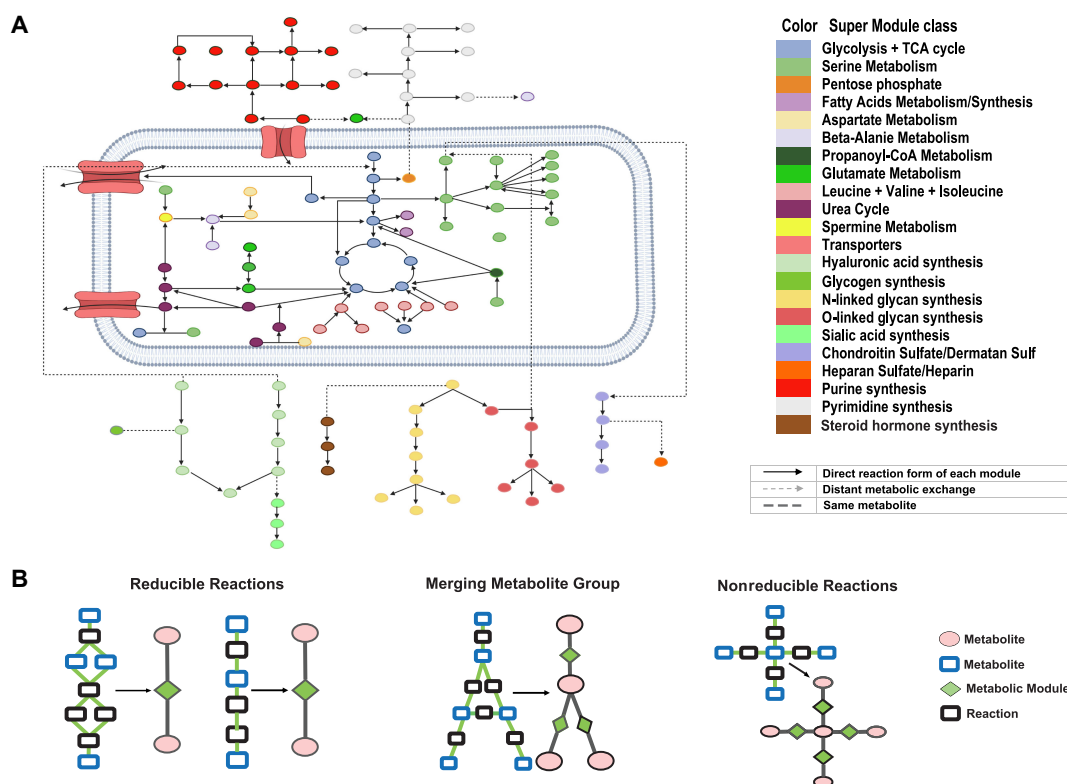 A
Color Super Module class
Glycolysis + TCA cycle
Serine Metabolism
Pentose phosphate
Fatty Acids Metabolism/Synthesis
Aspartate Metabolism
Beta-Alanie Metabolism
Propanoyl-CoA Metabolism
Glutamate Metabolism
Leucine + Valine + Isoleucine
Urea Cycle
Spermine Metabolism
Transporters
Hyaluronic acid synthesis
Glycogen synthesis
N-linked glycan synthesis
O-linked glycan synthesis
Sialic acid synthesis
Chondroitin Sulfate/Dermatan Sulf
Heparan Sulfate/Heparin
Purine synthesis
Pyrimidine synthesis
Steroid hormone synthesis
Direct reaction form of each module
Distant metabolic exchange
Same metabolite
B
Reducible Reactions
Merging Metabolite Group
Nonreducible Reactions
Metabolite
Metabolite
Metabolic Module
Reaction